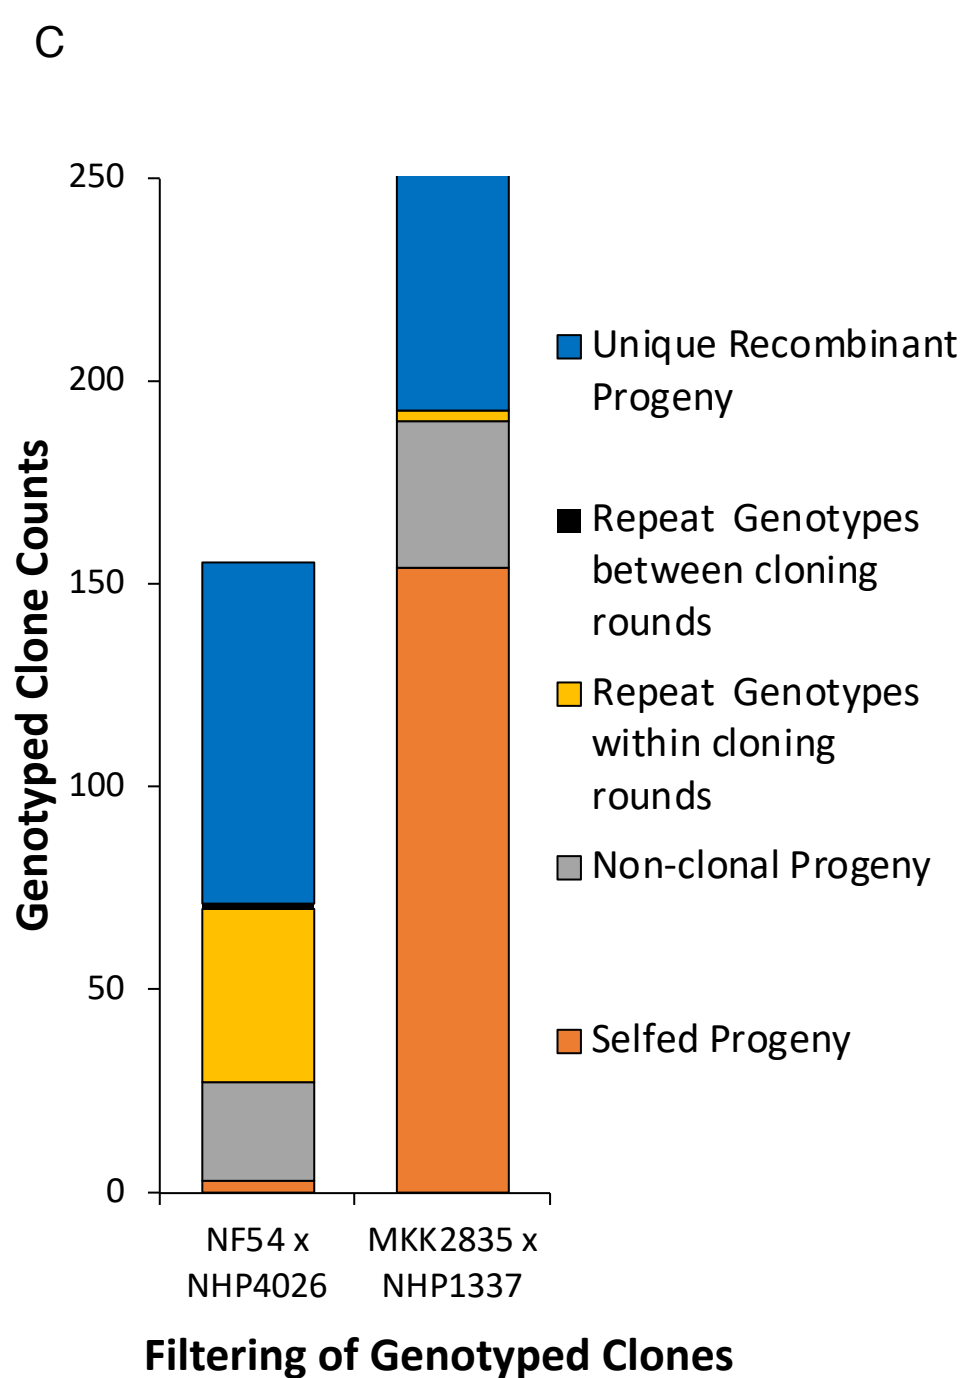 C
250
200
150
100
50
0
Genotyped Clone Counts
NF54 x
NHP4026
MKK2835 x
NHP1337
Filtering of Genotyped Clones
Unique Recombinant
Progeny
Repeat Genotypes
between cloning
rounds
Repeat Genotypes
within cloning
rounds
Non-clonal Progeny
Selfed Progeny